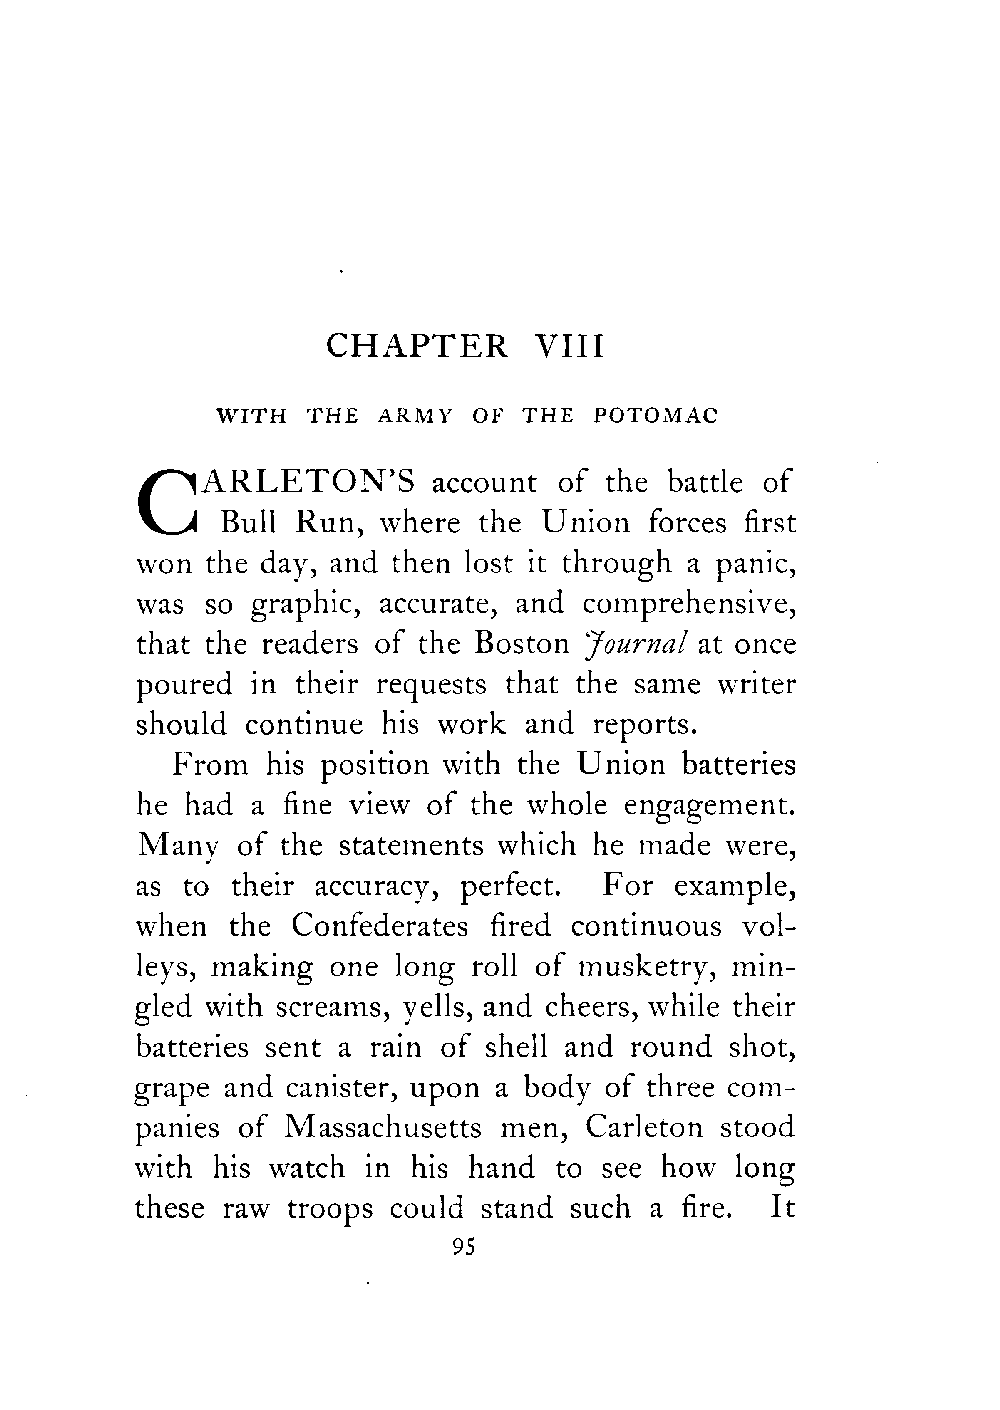 CHAPTER VIII
WITH THE ARMY OF THE POTOMAC
CARLETON'S account of the battle of
Bull Run, where the Union forces first
won the day, and then lost it through a panic,
was so graphic, accurate, and comprehensive,
that the readers of the Boston Journal at once
poured in their requests that the same writer
should continue his work and reports.
From his position with the Union batteries
he had a fine view of the whole engagement.
Many of the statements which he made were,
as to their accuracy, perfect. For example,
when the Confederates fired continuous vol-
leys, making one long roll of musketry, min-
gled with screams, yells, and cheers, while their
batteries sent a rain of shell and round shot,
grape and canister, upon a body of three com-
panies of Massachusetts men, Carleton stood
with his watch in his hand to see how long
these raw troops could stand such a fire. It
95